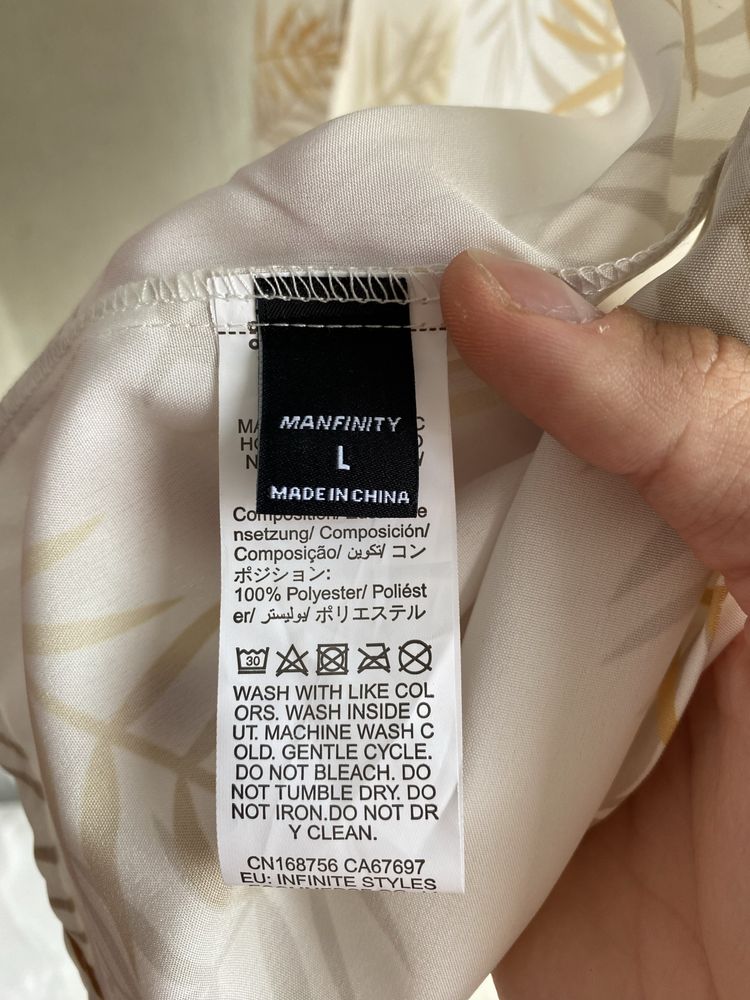 MANFINITY
L
MADE IN CHINA
nsetzung/ Composición/
Composição/ تكوين/ コン
ポジション:
100% Polyester/ Poliést
er/ بوليستر/ ポリエステル
30
WASH WITH LIKE COL
ORS. WASH INSIDE O
UT. MACHINE WASH C
OLD. GENTLE CYCLE.
DO NOT BLEACH. DO
NOT TUMBLE DRY. DO
NOT IRON.DO NOT DR
Y CLEAN.
CN168756 CA67697
EU: INFINITE STYLES